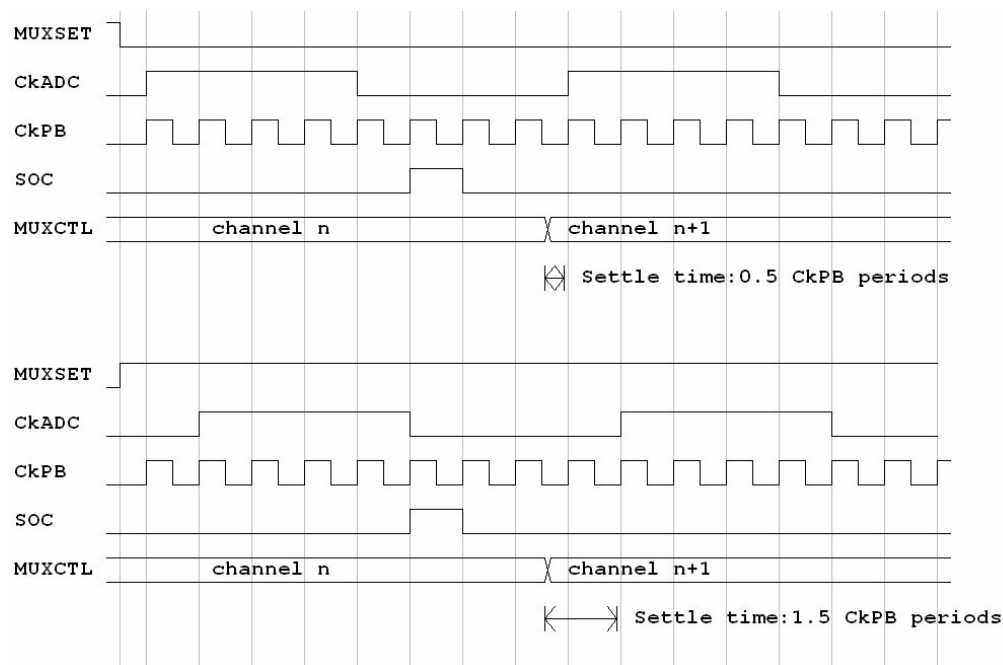 MUXSET
CkADC
CkPB
SOC
MUXCTL channel n channel n+1
Settle time:0.5 CkPB periods
MUXSET
CkADC
CkPB
SOC
MUXCTL channel n channel n+1
Settle time:1.5 CkPB periods